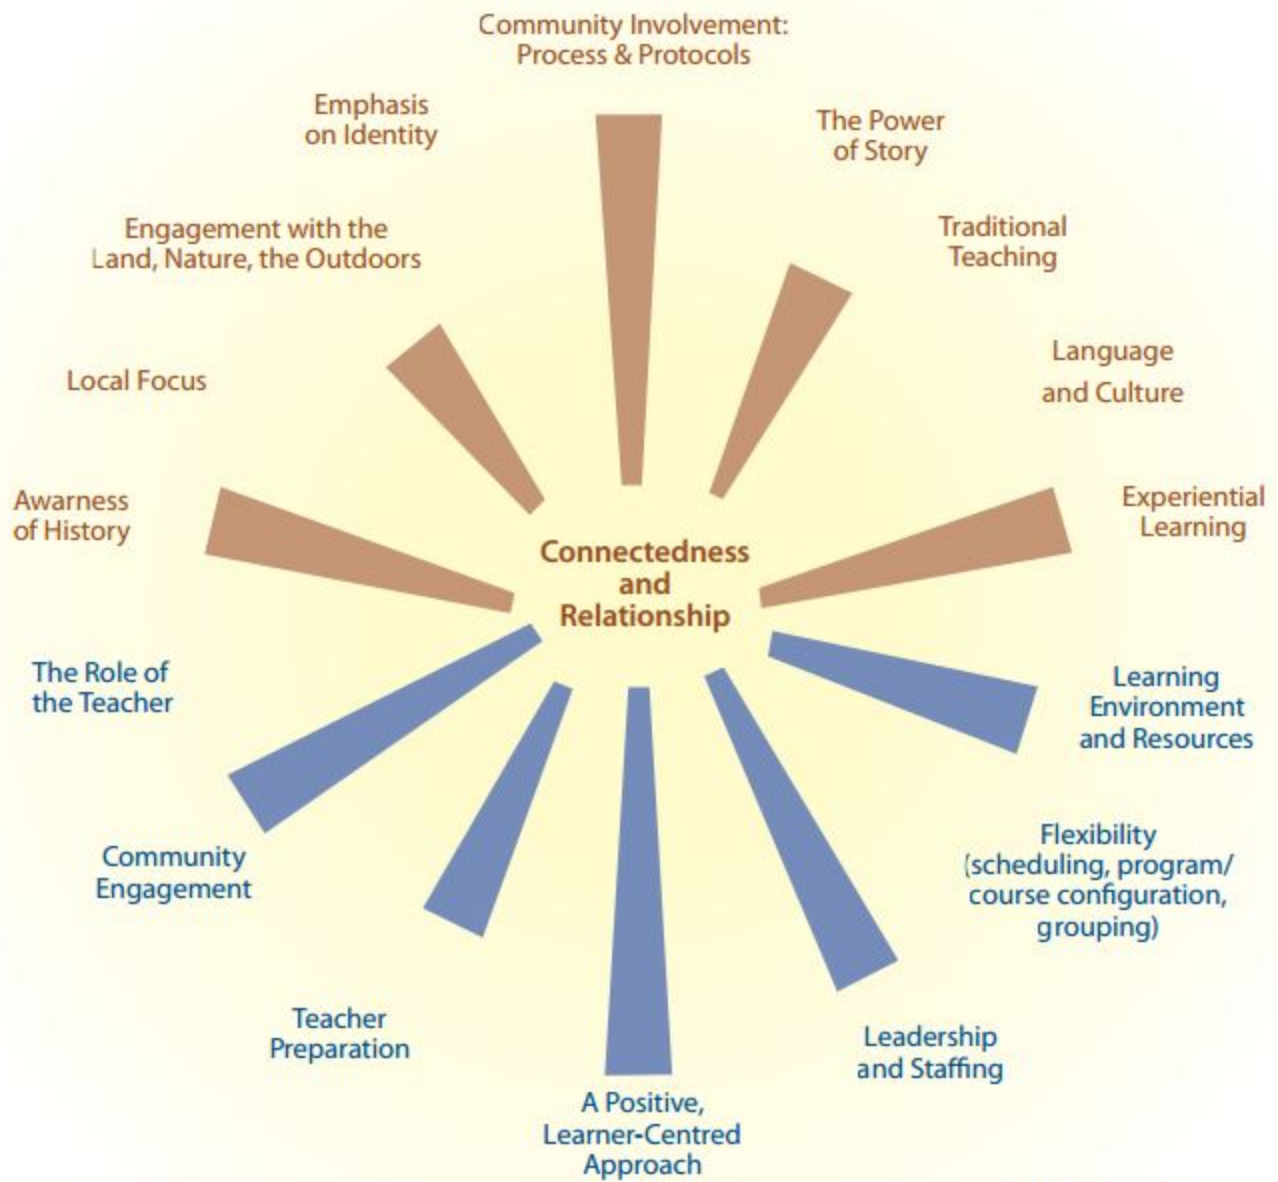 Community Involvement:
Process & Protocols
Emphasis
on Identity
The Power
of Story
Engagement with the
Land, Nature, the Outdoors
Traditional
Teaching
Local Focus
Language
and Culture
Awarness
of History
Experiential
Learning
Connectedness
and
Relationship
The Role of
the Teacher
Learning
Environment
and Resources
Community
Engagement
Flexibility
(scheduling, program/
course configuration,
grouping)
Teacher
Preparation
Leadership
and Staffing
A Positive,
Learner-Centred
Approach